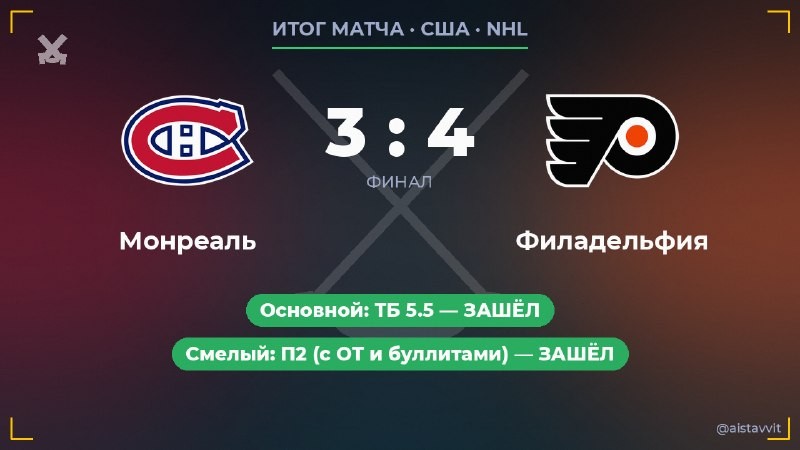 ИТОГ МАТЧА · США · NHL
3 : 4
ФИНАЛ
Монреаль
Филадельфия
Основной: ТБ 5.5 — ЗАШЁЛ
Смелый: П2 (с ОТ и буллитами) — ЗАШЁЛ
@aistavvit